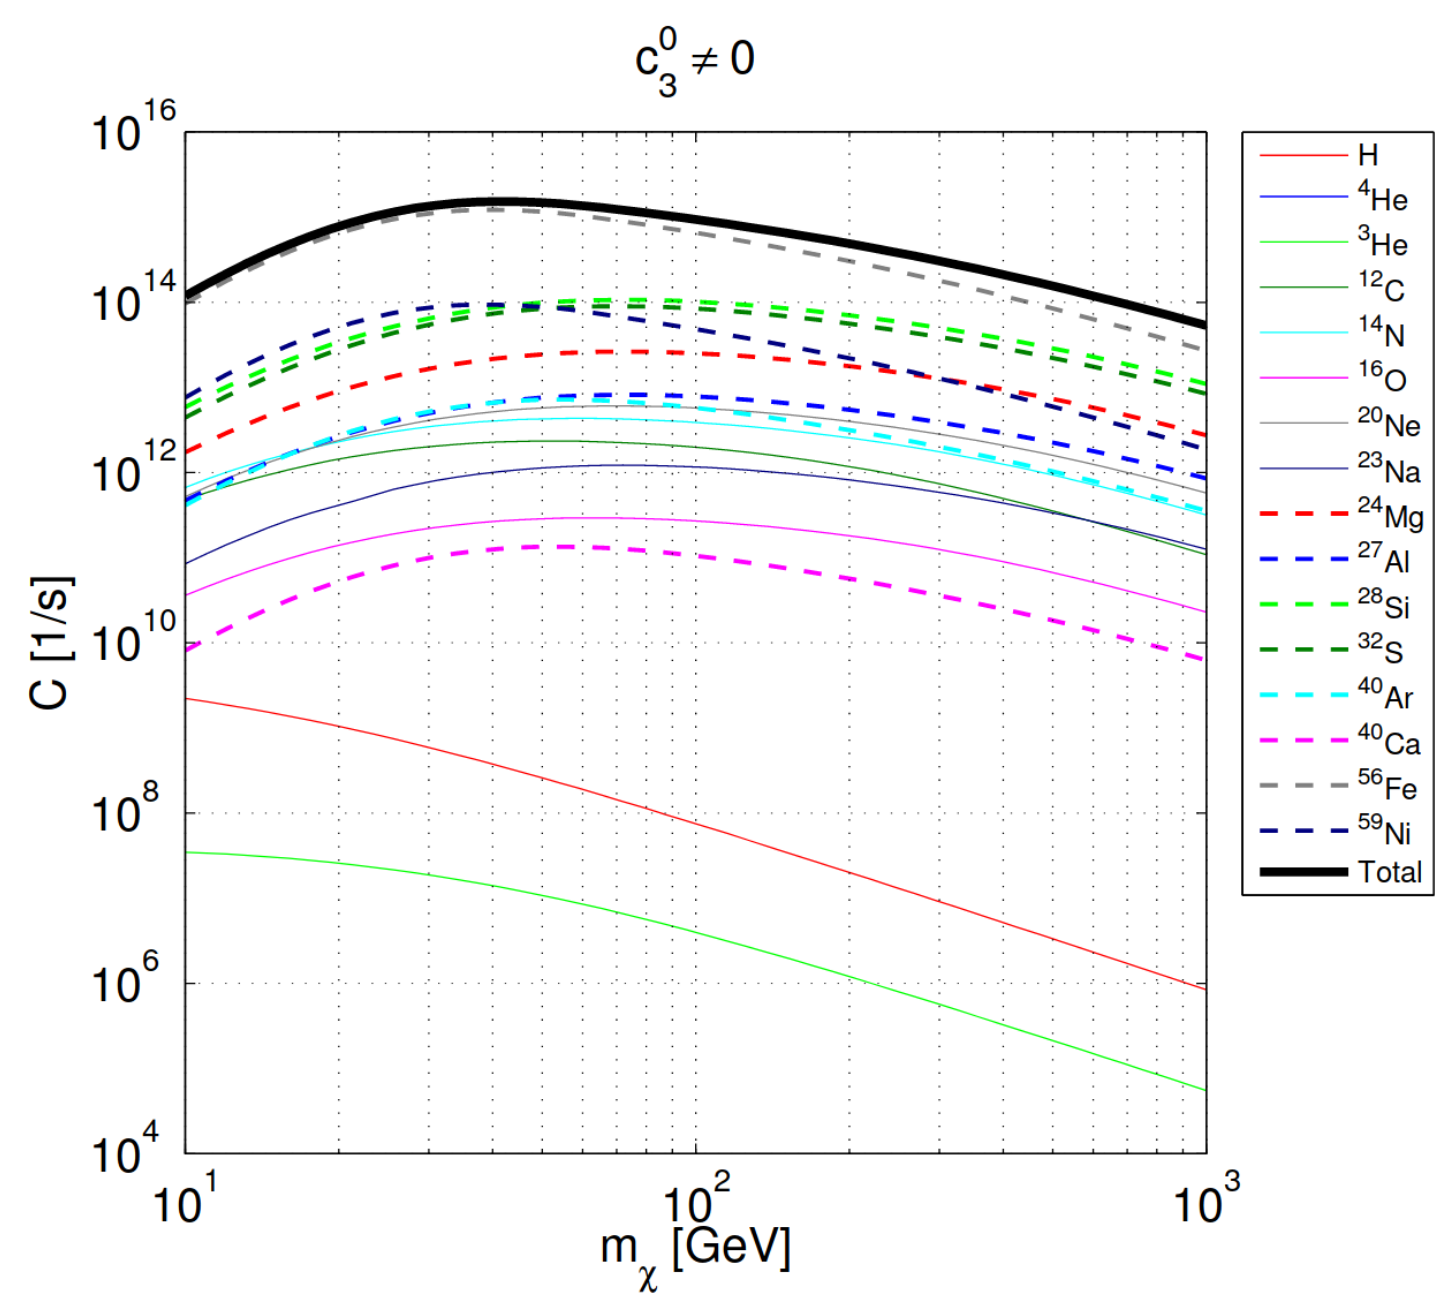 c₃⁰ ≠ 0
10¹⁶
10¹⁴
10¹²
10¹⁰
10⁸
10⁶
10⁴
C [1/s]
10¹ 10² 10³
mᵪ [GeV]
H
⁴He
³He
¹²C
¹⁴N
¹⁶O
²⁰Ne
²³Na
²⁴Mg
²⁷Al
²⁸Si
³²S
⁴⁰Ar
⁴⁰Ca
⁵⁶Fe
⁵⁹Ni
Total